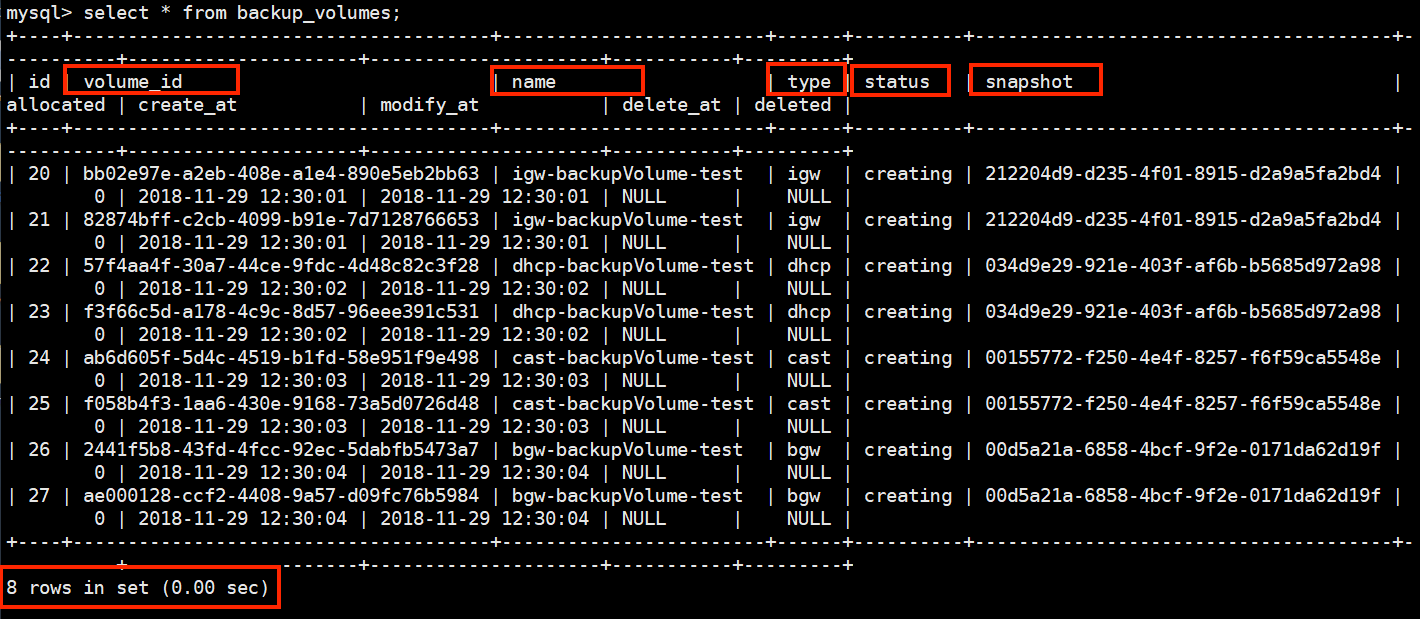 mysql> select * from backup_volumes;
+----+--------------------------------------+------------------------+------+----------+--------------------------------------+-
----------+---------------------+---------------------+-----------+---------+
| id | volume_id | name | type | status | snapshot |
allocated | create_at | modify_at | delete_at | deleted |
+----+--------------------------------------+------------------------+------+----------+--------------------------------------+-
----------+---------------------+---------------------+-----------+---------+
| 20 | bb02e97e-a2eb-408e-a1e4-890e5eb2bb63 | igw-backupVolume-test | igw | creating | 212204d9-d235-4f01-8915-d2a9a5fa2bd4 |
0 | 2018-11-29 12:30:01 | 2018-11-29 12:30:01 | NULL | NULL |
| 21 | 82874bff-c2cb-4099-b91e-7d7128766653 | igw-backupVolume-test | igw | creating | 212204d9-d235-4f01-8915-d2a9a5fa2bd4 |
0 | 2018-11-29 12:30:01 | 2018-11-29 12:30:01 | NULL | NULL |
| 22 | 57f4aa4f-30a7-44ce-9fdc-4d48c82c3f28 | dhcp-backupVolume-test | dhcp | creating | 034d9e29-921e-403f-af6b-b5685d972a98 |
0 | 2018-11-29 12:30:02 | 2018-11-29 12:30:02 | NULL | NULL |
| 23 | f3f66c5d-a178-4c9c-8d57-96eee391c531 | dhcp-backupVolume-test | dhcp | creating | 034d9e29-921e-403f-af6b-b5685d972a98 |
0 | 2018-11-29 12:30:02 | 2018-11-29 12:30:02 | NULL | NULL |
| 24 | ab6d605f-5d4c-4519-b1fd-58e951f9e498 | cast-backupVolume-test | cast | creating | 00155772-f250-4e4f-8257-f6f59ca5548e |
0 | 2018-11-29 12:30:03 | 2018-11-29 12:30:03 | NULL | NULL |
| 25 | f058b4f3-1aa6-430e-9168-73a5d0726d48 | cast-backupVolume-test | cast | creating | 00155772-f250-4e4f-8257-f6f59ca5548e |
0 | 2018-11-29 12:30:03 | 2018-11-29 12:30:03 | NULL | NULL |
| 26 | 2441f5b8-43fd-4fcc-92ec-5dabfb5473a7 | bgw-backupVolume-test | bgw | creating | 00d5a21a-6858-4bcf-9f2e-0171da62d19f |
0 | 2018-11-29 12:30:04 | 2018-11-29 12:30:04 | NULL | NULL |
| 27 | ae000128-ccf2-4408-9a57-d09fc76b5984 | bgw-backupVolume-test | bgw | creating | 00d5a21a-6858-4bcf-9f2e-0171da62d19f |
0 | 2018-11-29 12:30:04 | 2018-11-29 12:30:04 | NULL | NULL |
+----+--------------------------------------+------------------------+------+----------+--------------------------------------+-
----------+---------------------+---------------------+-----------+---------+
8 rows in set (0.00 sec)